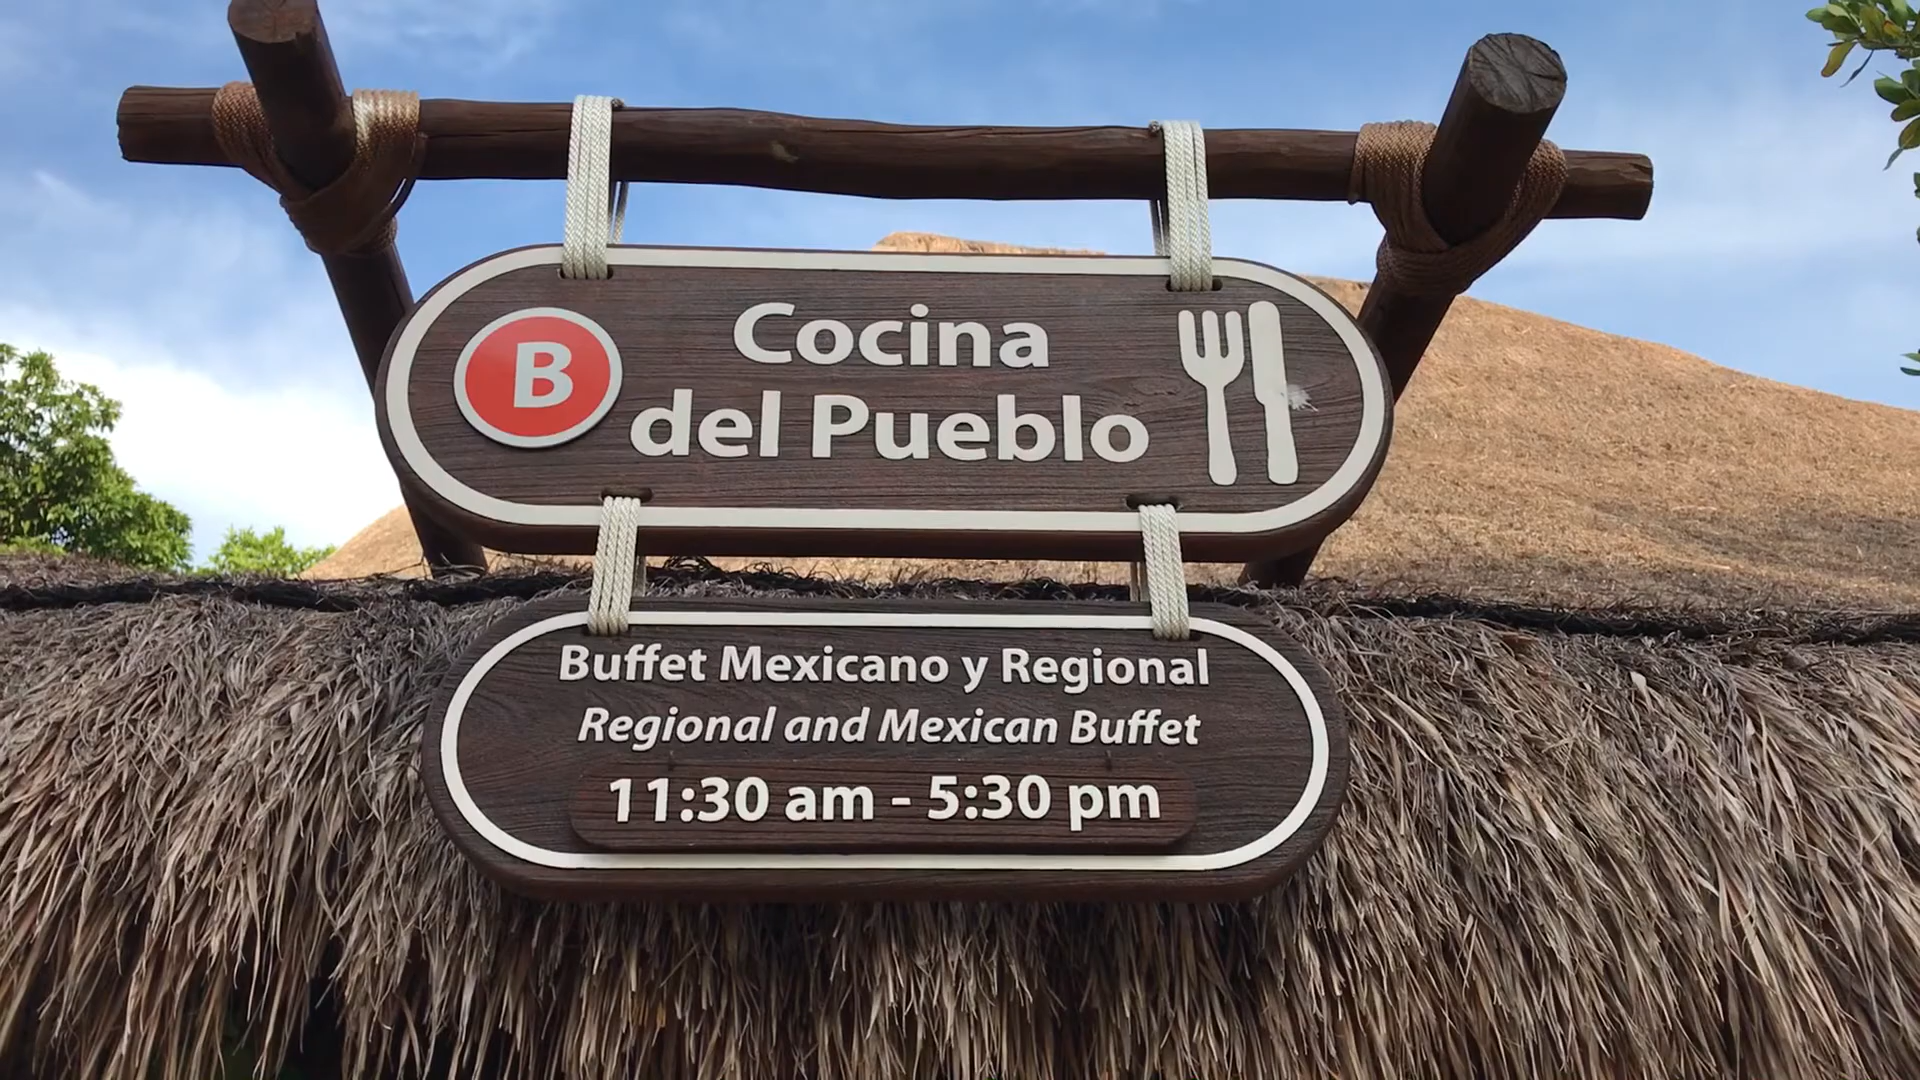 B
Cocina
del Pueblo
Buffet Mexicano y Regional
Regional and Mexican Buffet
11:30 am - 5:30 pm